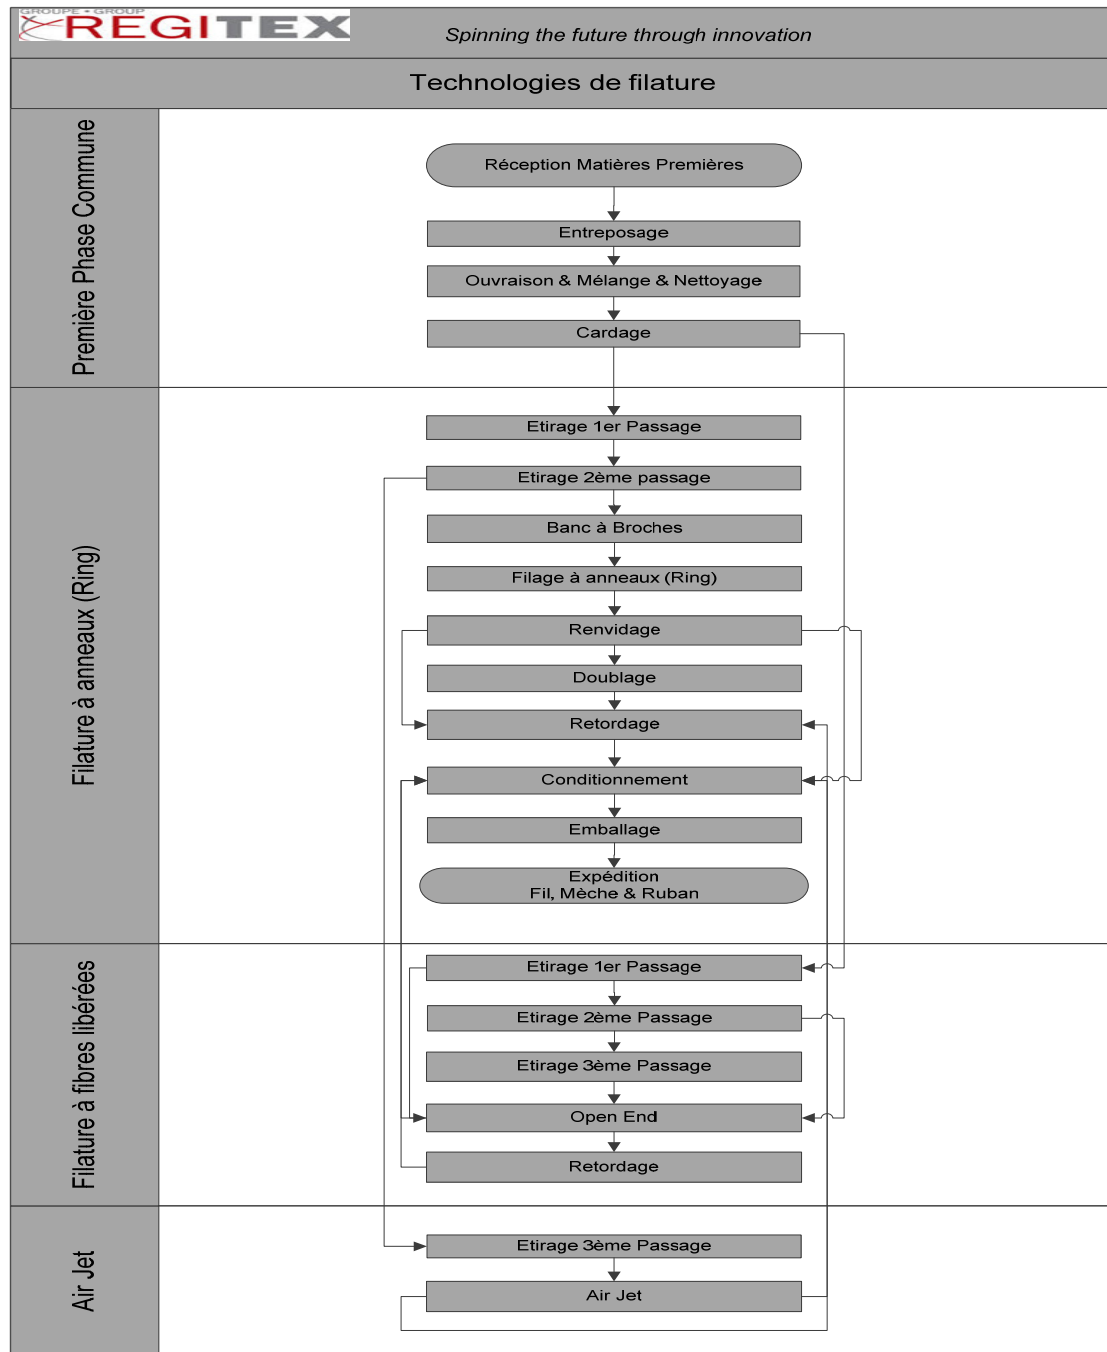 GROUPE • GROUP
REGITEX
Spinning the future through innovation
Technologies de filature
Première Phase Commune
Réception Matières Premières
Entreposage
Ouvraison & Mélange & Nettoyage
Cardage
Filature à anneaux (Ring)
Etirage 1er Passage
Etirage 2ème passage
Banc à Broches
Filage à anneaux (Ring)
Renvidage
Doublage
Retordage
Conditionnement
Emballage
Expédition
Fil, Mèche & Ruban
Filature à fibres libérées
Etirage 1er Passage
Etirage 2ème Passage
Etirage 3ème Passage
Open End
Retordage
Air Jet
Etirage 3ème Passage
Air Jet